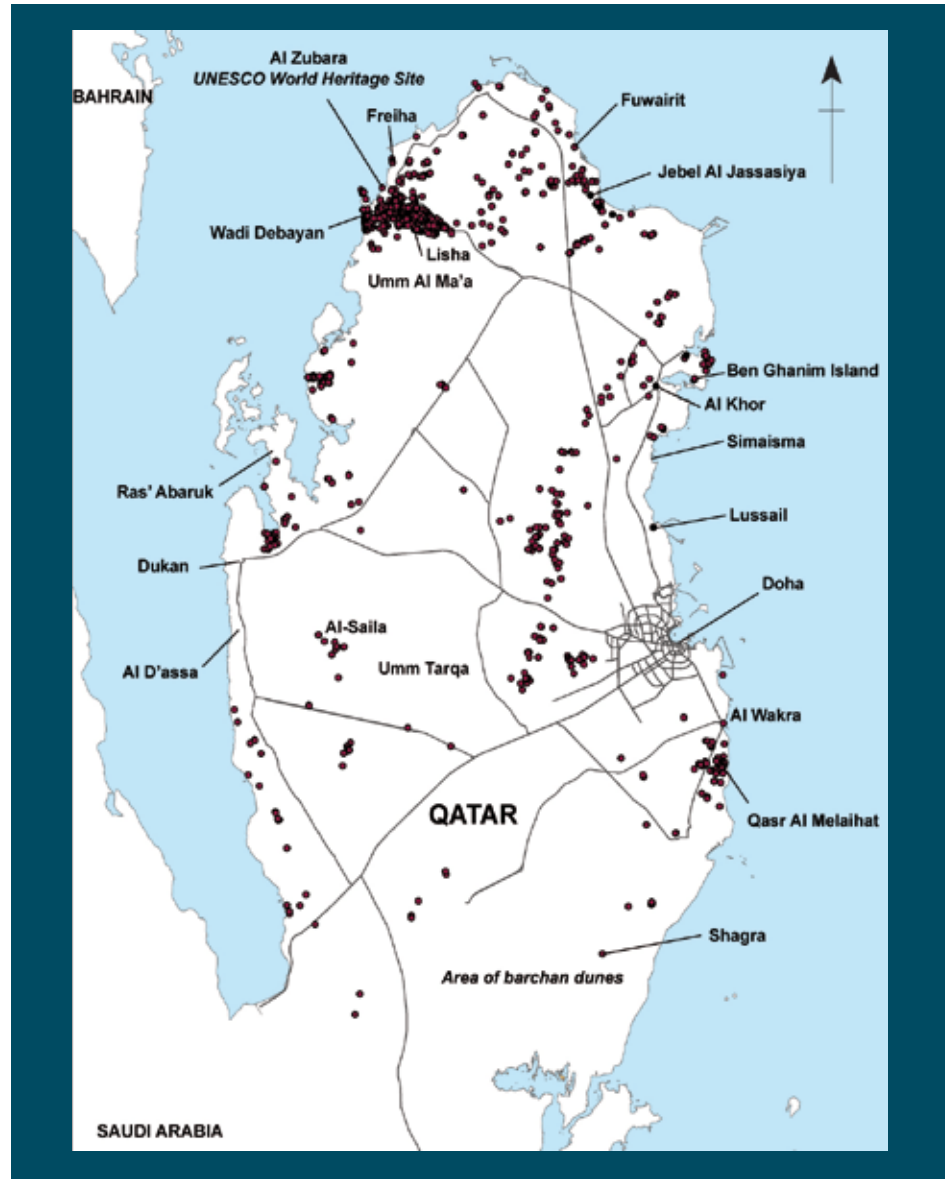 Al Zubara
UNESCO World Heritage Site
BAHRAIN
Freiha
Fuwairit
Jebel Al Jassasiya
Wadi Debayan
Lisha
Umm Al Ma'a
Ben Ghanim Island
Al Khor
Simaisma
Ras' Abaruk
Lussail
Dukan
Doha
Al-Saila
Al D'assa
Umm Tarqa
Al Wakra
QATAR
Qasr Al Melaihat
Shagra
Area of barchan dunes
SAUDI ARABIA